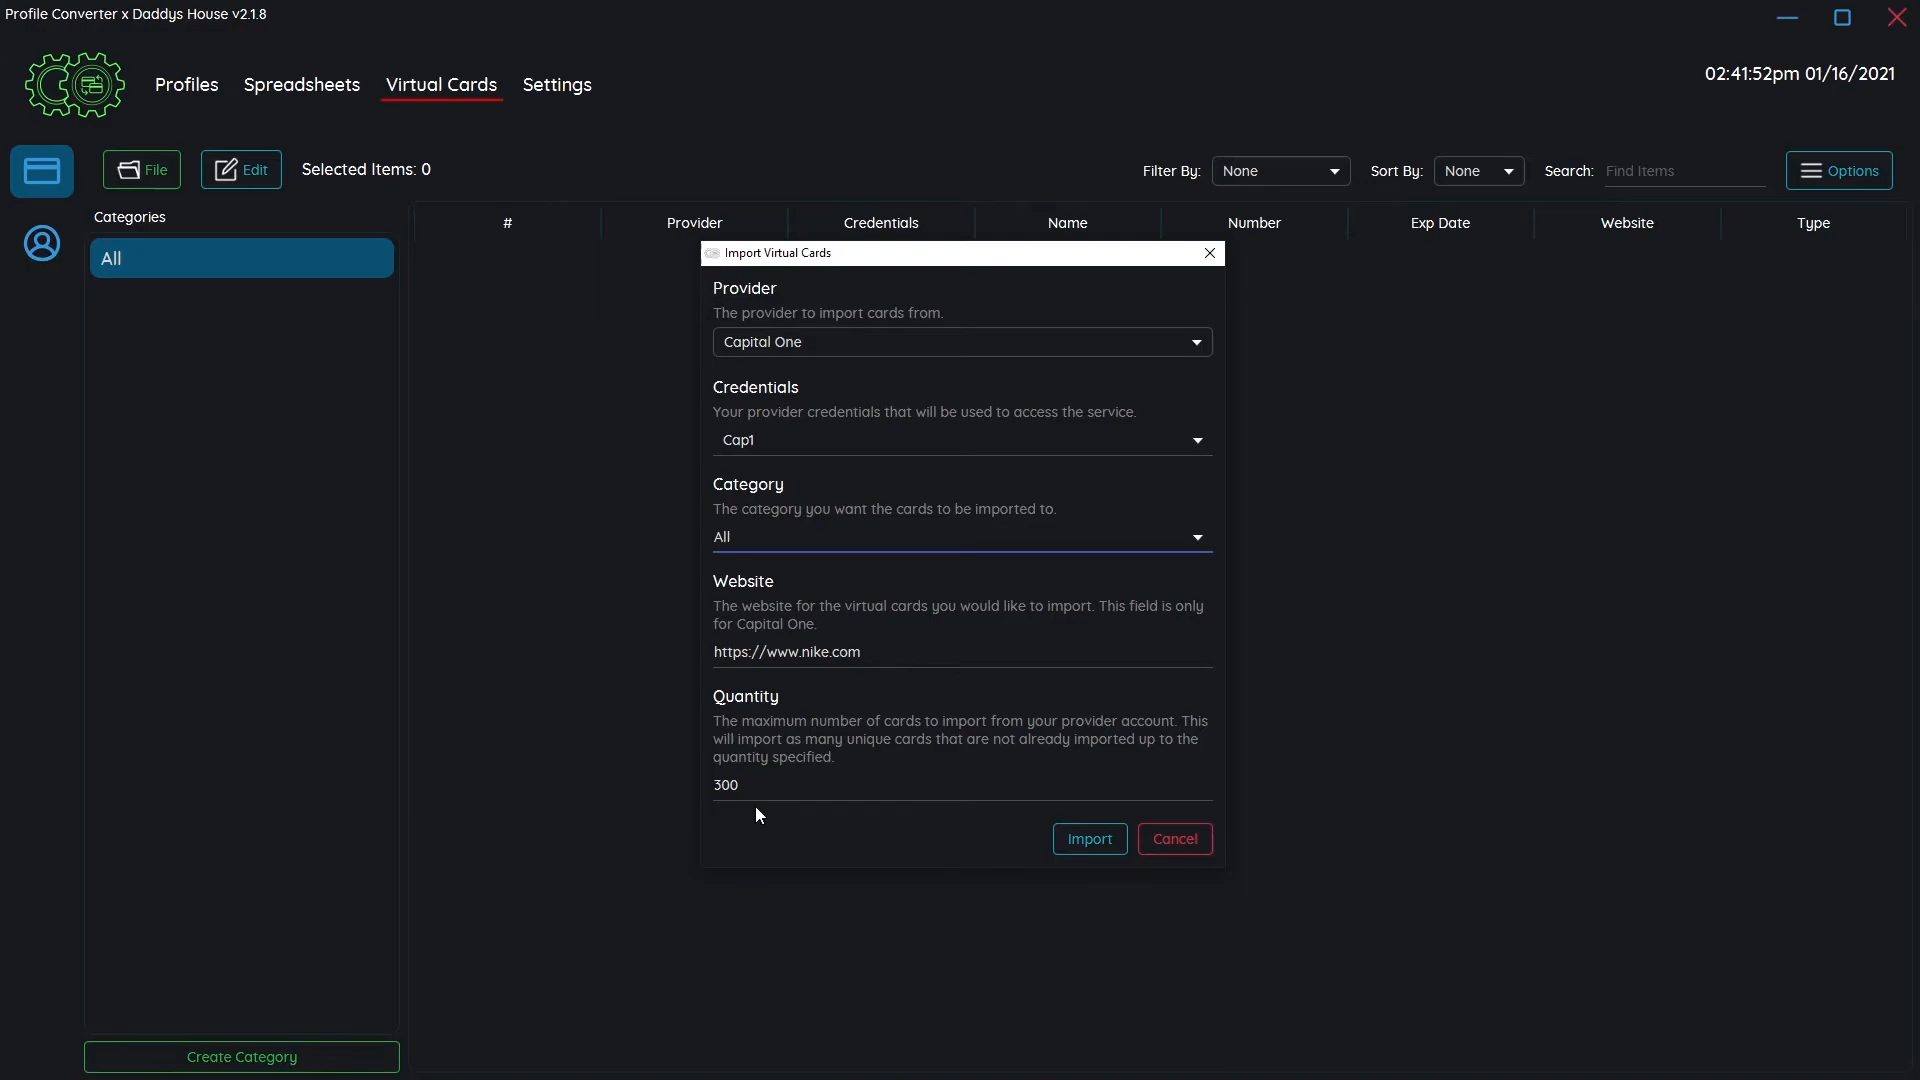 Profile Converter x Daddys House v2.1.8
Profiles
Spreadsheets
Virtual Cards
Settings
02:41:52pm 01/16/2021
File
Edit
Selected Items: 0
Filter By:
None
Sort By:
None
Search:
Find Items
Options
Categories
All
Create Category
#
Provider
Credentials
Name
Number
Exp Date
Website
Type
Import Virtual Cards
Provider
The provider to import cards from.
Capital One
Credentials
Your provider credentials that will be used to access the service.
Cap1
Category
The category you want the cards to be imported to.
All
Website
The website for the virtual cards you would like to import. This field is only
for Capital One.
https://www.nike.com
Quantity
The maximum number of cards to import from your provider account. This
will import as many unique cards that are not already imported up to the
quantity specified.
300
Import
Cancel